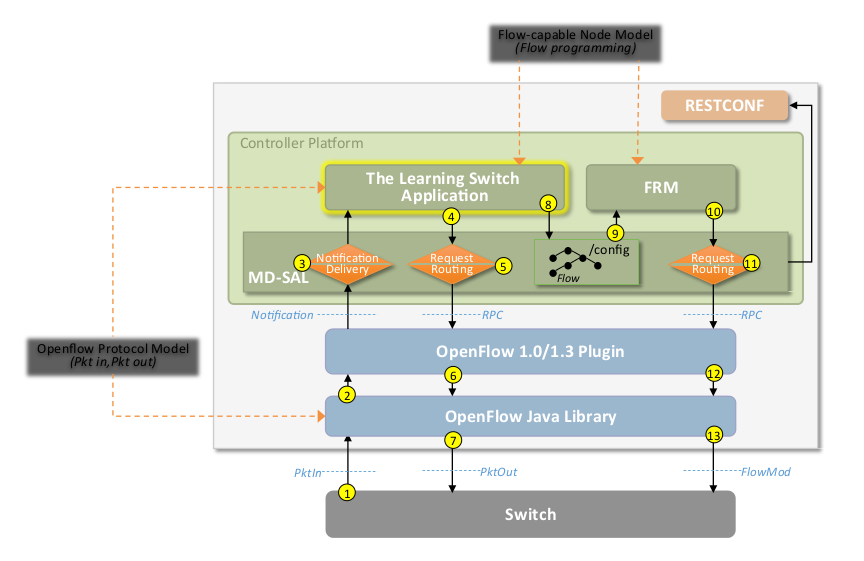 Flow-capable Node Model
(Flow programming)
RESTCONF
Controller Platform
The Learning Switch
Application
FRM
4
8
9
10
3
Notification
Delivery
Request
Routing
5
/config
Flow
Request
Routing
11
MD-SAL
Notification
RPC
RPC
Openflow Protocol Model
(Pkt in,Pkt out)
OpenFlow 1.0/1.3 Plugin
2
6
12
OpenFlow Java Library
7
13
PktIn
PktOut
FlowMod
1
Switch